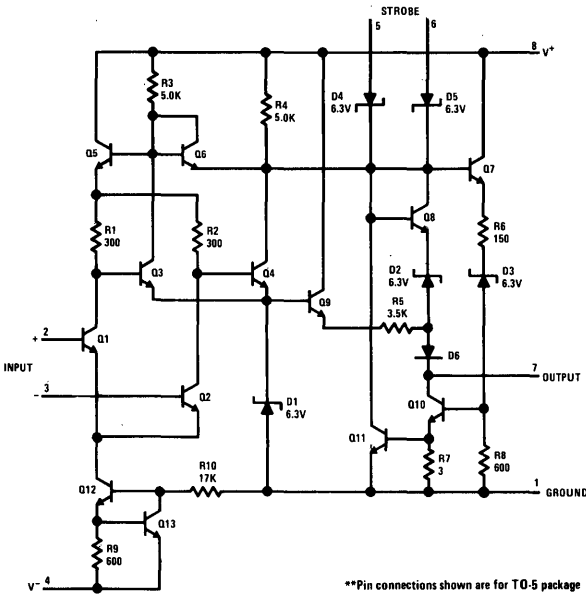 STROBE
5 6
8 V+
R3
5.0K
R4
5.0K
D4
6.3V
D5
6.3V
Q5
Q6
Q7
R1
300
R2
300
Q8
R6
150
Q3
Q4
D2
6.3V
D3
6.3V
Q9
R5
3.5K
+ 2
Q1
D6
INPUT
7
OUTPUT
- 3
Q2
D1
6.3V
Q10
Q11
R7
3
R8
600
R10
17K
1
GROUND
Q12
Q13
R9
600
V- 4
**Pin connections shown are for TO-5 package